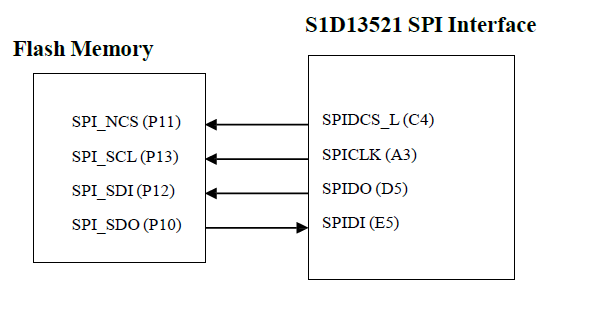 S1D13521 SPI Interface
Flash Memory
SPI_NCS (P11)
SPIDCS_L (C4)
SPI_SCL (P13)
SPICLK (A3)
SPI_SDI (P12)
SPIDO (D5)
SPI_SDO (P10)
SPIDI (E5)